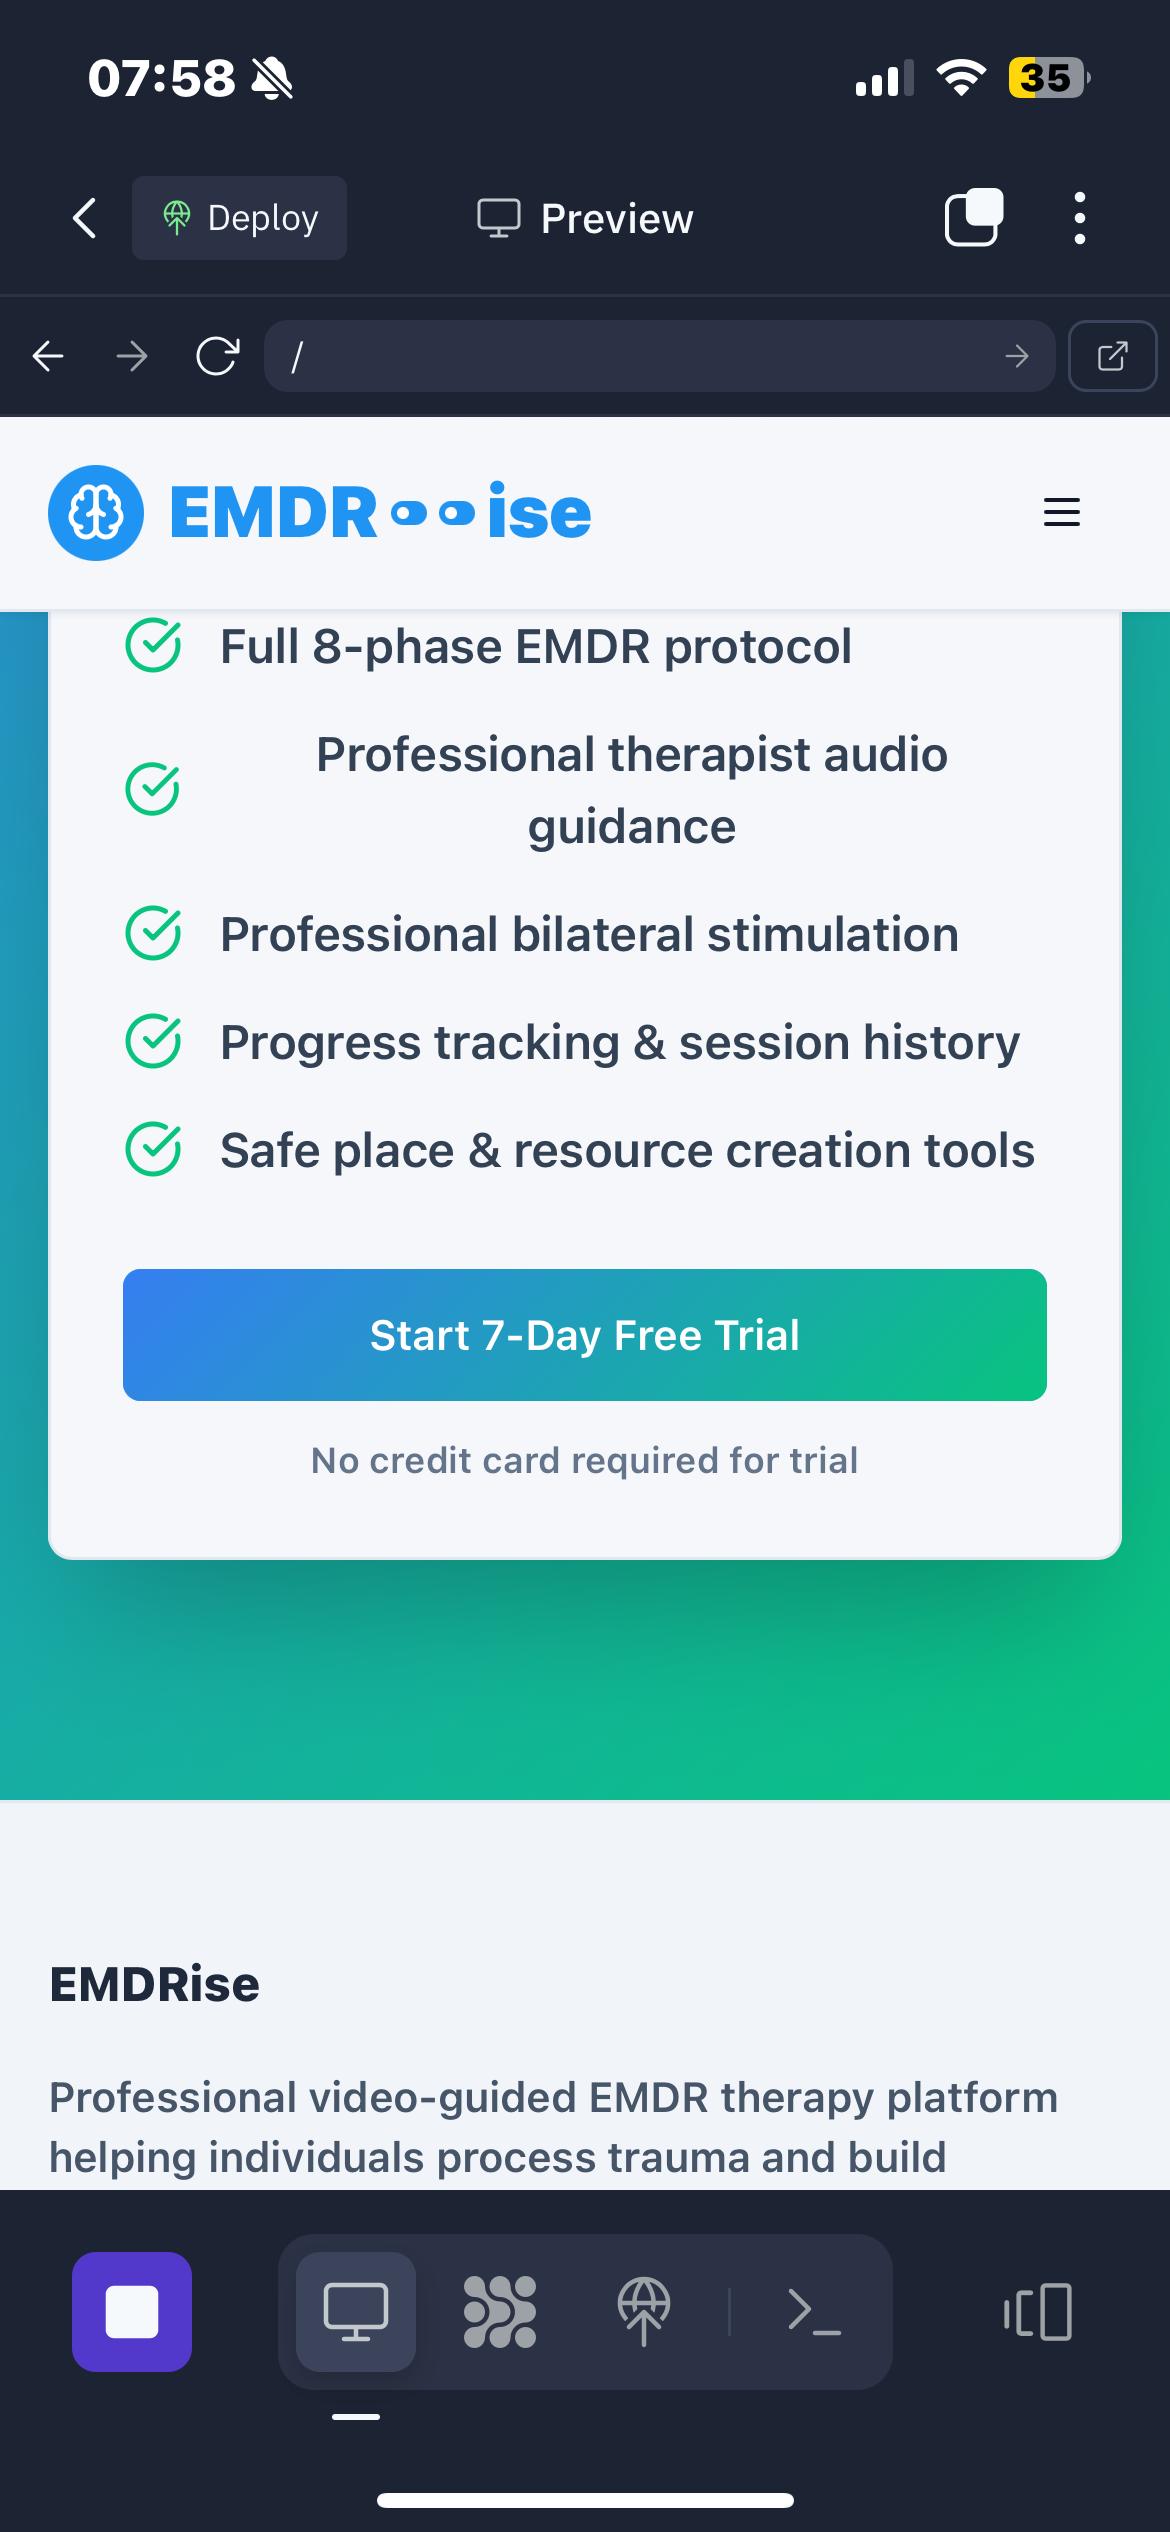 07:58
35
Deploy
Preview
/
EMDR ise
Full 8-phase EMDR protocol
Professional therapist audio
guidance
Professional bilateral stimulation
Progress tracking & session history
Safe place & resource creation tools
Start 7-Day Free Trial
No credit card required for trial
EMDRise
Professional video-guided EMDR therapy platform
helping individuals process trauma and build